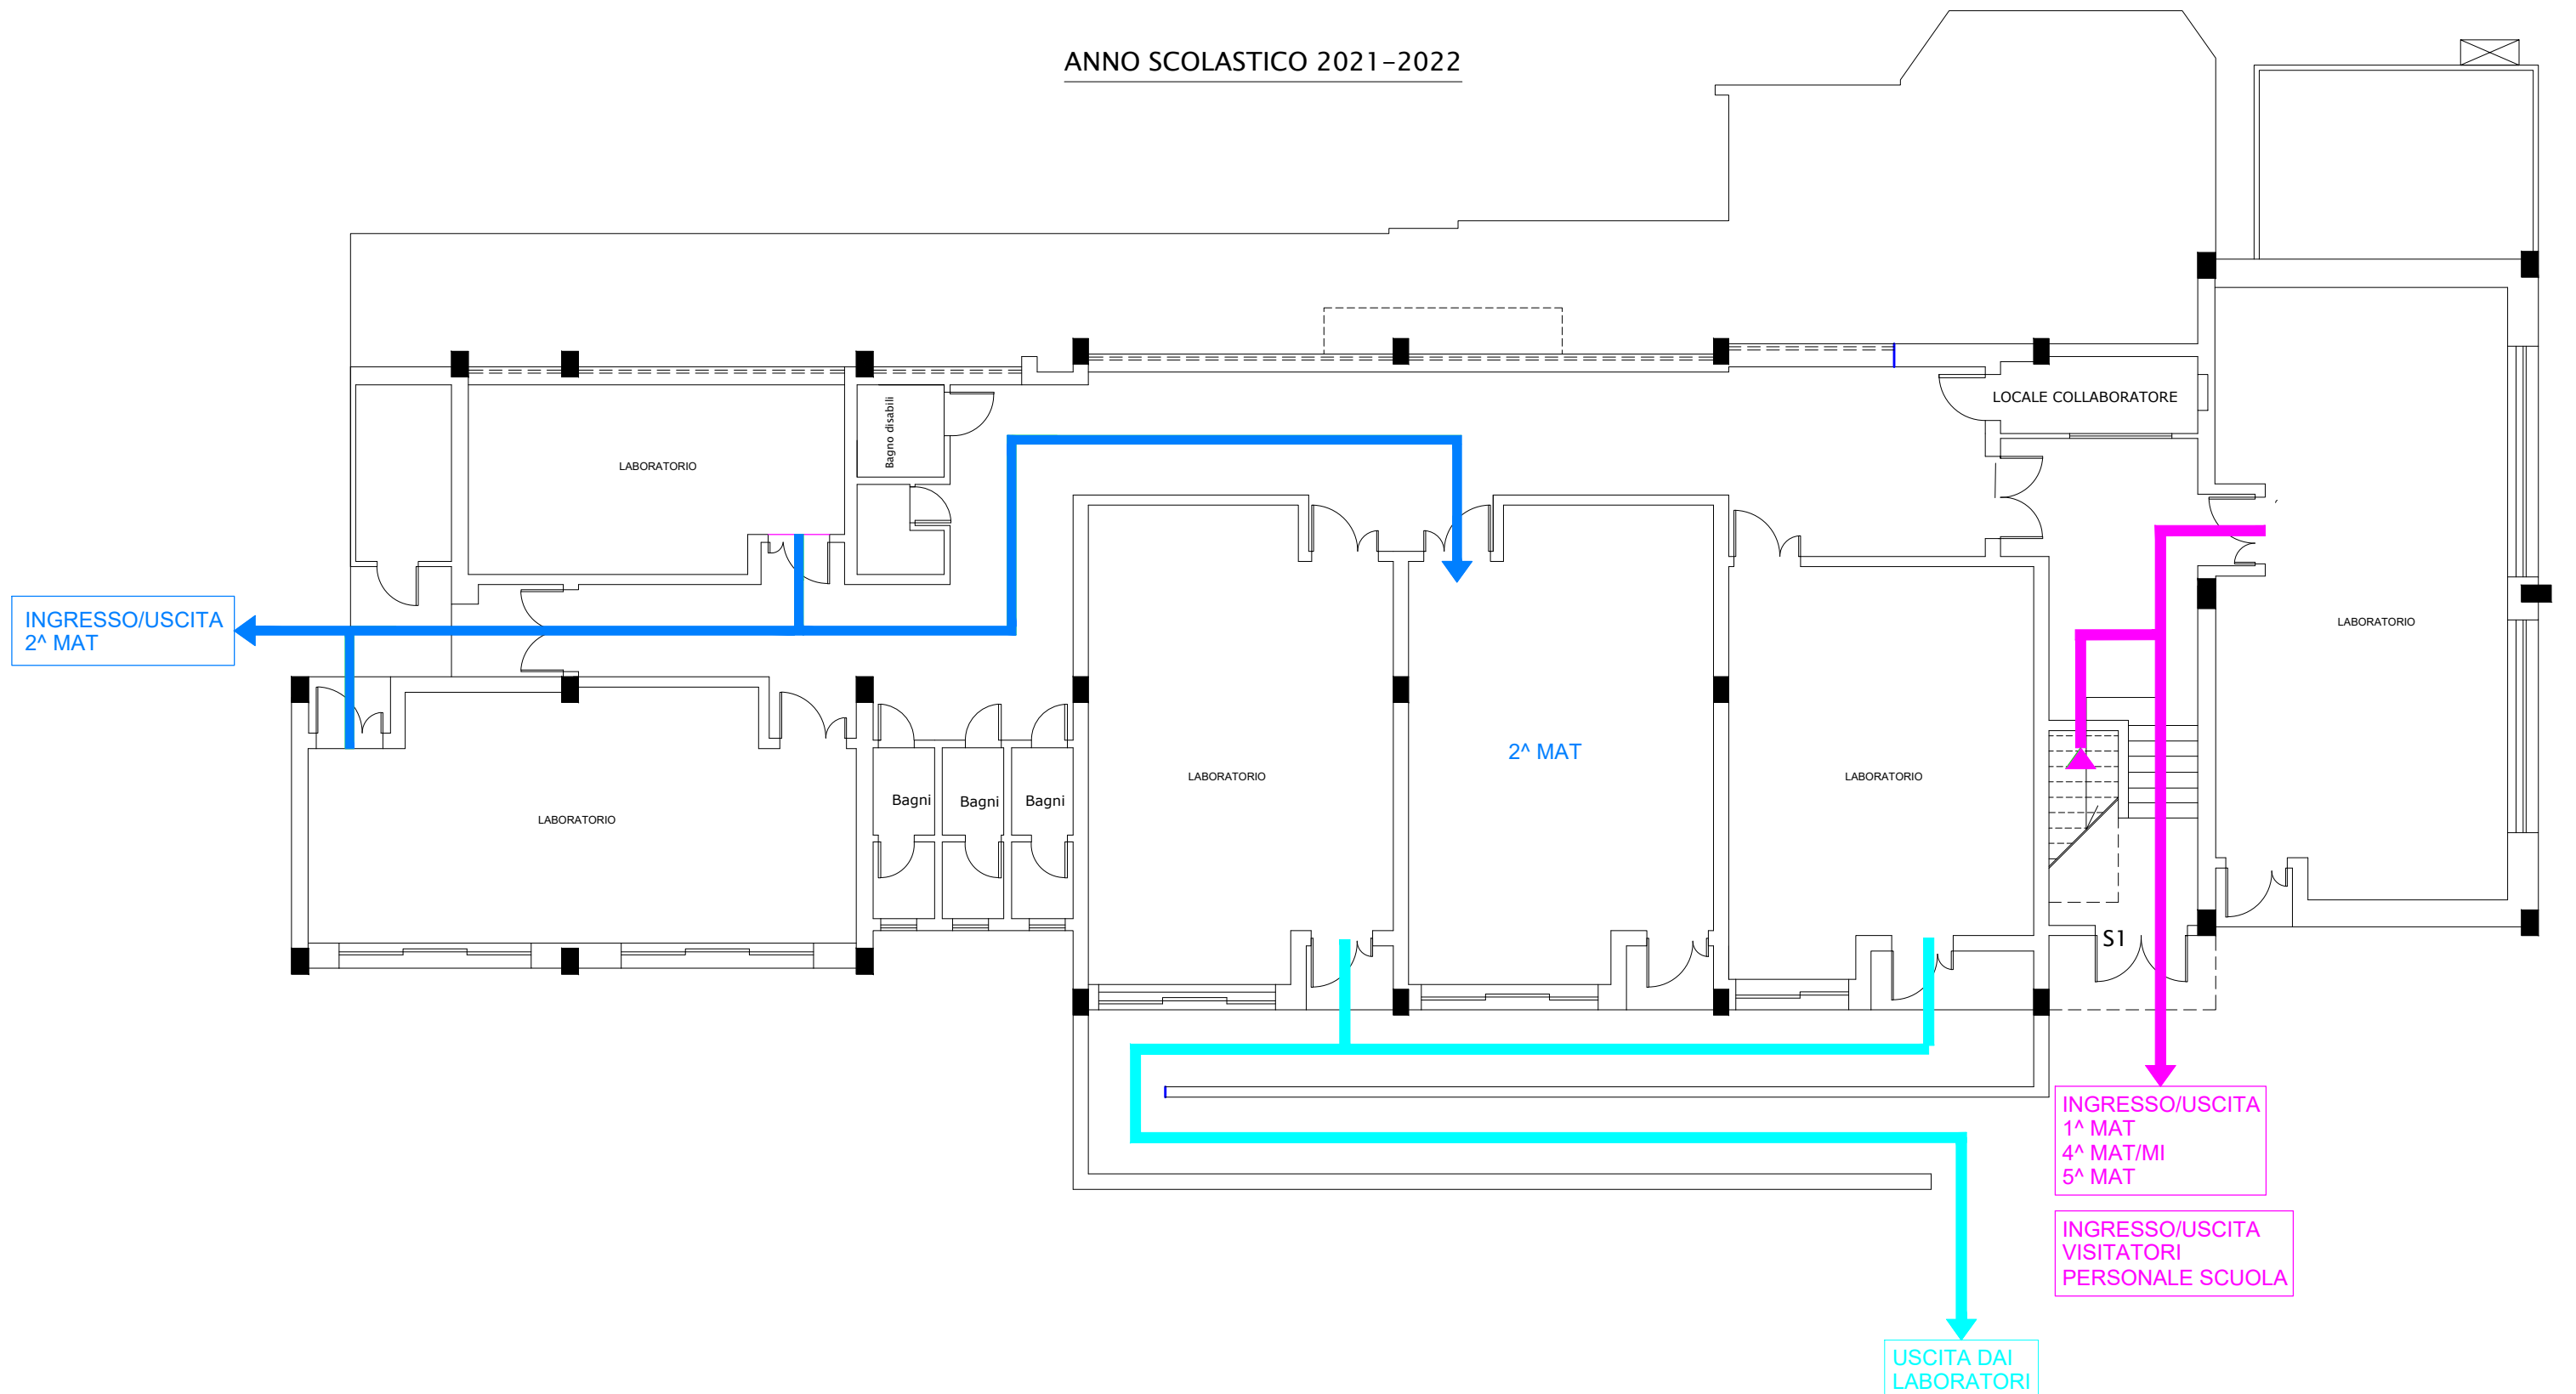 ANNO SCOLASTICO 2021-2022
LOCALE COLLABORATORE
Bagno disabili
LABORATORIO
INGRESSO/USCITA
2^ MAT
LABORATORIO
2^ MAT
LABORATORIO
LABORATORIO
Bagni
Bagni
Bagni
LABORATORIO
S1
INGRESSO/USCITA
1^ MAT
4^ MAT/MI
5^ MAT
INGRESSO/USCITA
VISITATORI
PERSONALE SCUOLA
USCITA DAI
LABORATORI